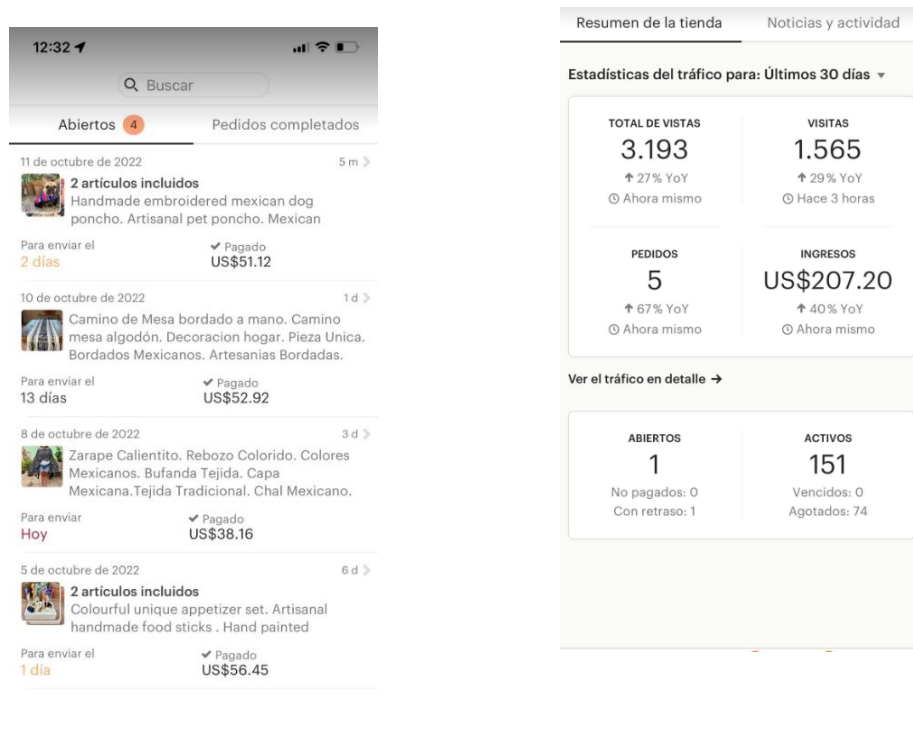 12:32
Buscar
Abiertos 4 Pedidos completados
11 de octubre de 2022 5 m
2 artículos incluidos
Handmade embroidered mexican dog
poncho. Artisanal pet poncho. Mexican
Para enviar el Pagado
2 días US$51.12
10 de octubre de 2022 1 d
Camino de Mesa bordado a mano. Camino
mesa algodón. Decoracion hogar. Pieza Unica.
Bordados Mexicanos. Artesanias Bordadas.
Para enviar el Pagado
13 días US$52.92
8 de octubre de 2022 3 d
Zarape Calientito. Rebozo Colorido. Colores
Mexicanos. Bufanda Tejida. Capa
Mexicana.Tejida Tradicional. Chal Mexicano.
Para enviar Pagado
Hoy US$38.16
5 de octubre de 2022 6 d
2 artículos incluidos
Colourful unique appetizer set. Artisanal
handmade food sticks . Hand painted
Para enviar el Pagado
1 día US$56.45
Resumen de la tienda Noticias y actividad
Estadísticas del tráfico para: Últimos 30 días
TOTAL DE VISTAS VISITAS
3.193 1.565
27% YoY 29% YoY
Ahora mismo Hace 3 horas
PEDIDOS INGRESOS
5 US$207.20
67% YoY 40% YoY
Ahora mismo Ahora mismo
Ver el tráfico en detalle
ABIERTOS ACTIVOS
1 151
No pagados: 0 Vencidos: 0
Con retraso: 1 Agotados: 74